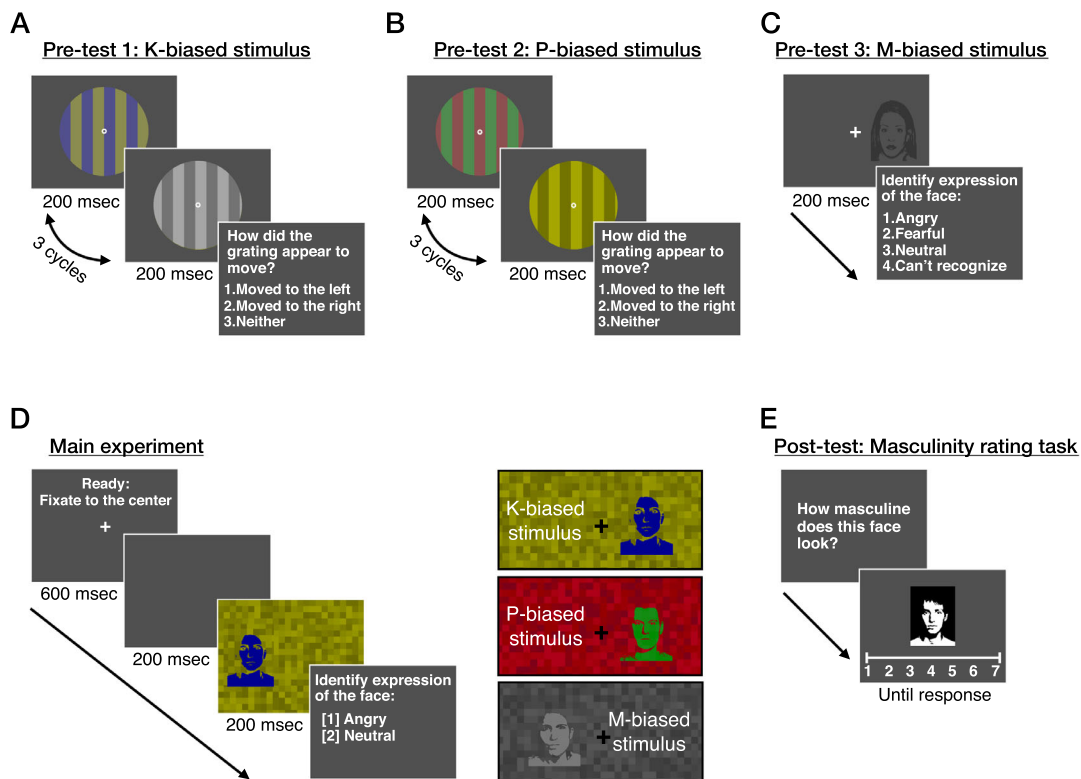 A
Pre-test 1: K-biased stimulus
200 msec
3 cycles
200 msec
How did the
grating appear to
move?
1.Moved to the left
2.Moved to the right
3.Neither
B
Pre-test 2: P-biased stimulus
200 msec
3 cycles
200 msec
How did the
grating appear to
move?
1.Moved to the left
2.Moved to the right
3.Neither
C
Pre-test 3: M-biased stimulus
+
200 msec
Identify expression
of the face:
1.Angry
2.Fearful
3.Neutral
4.Can't recognize
D
Main experiment
Ready:
Fixate to the center
+
600 msec
200 msec
200 msec
Identify expression
of the face:
[1] Angry
[2] Neutral
K-biased
stimulus
+
P-biased
stimulus
+
M-biased
stimulus
+
E
Post-test: Masculinity rating task
How masculine
does this face
look?
1 2 3 4 5 6 7
Until response